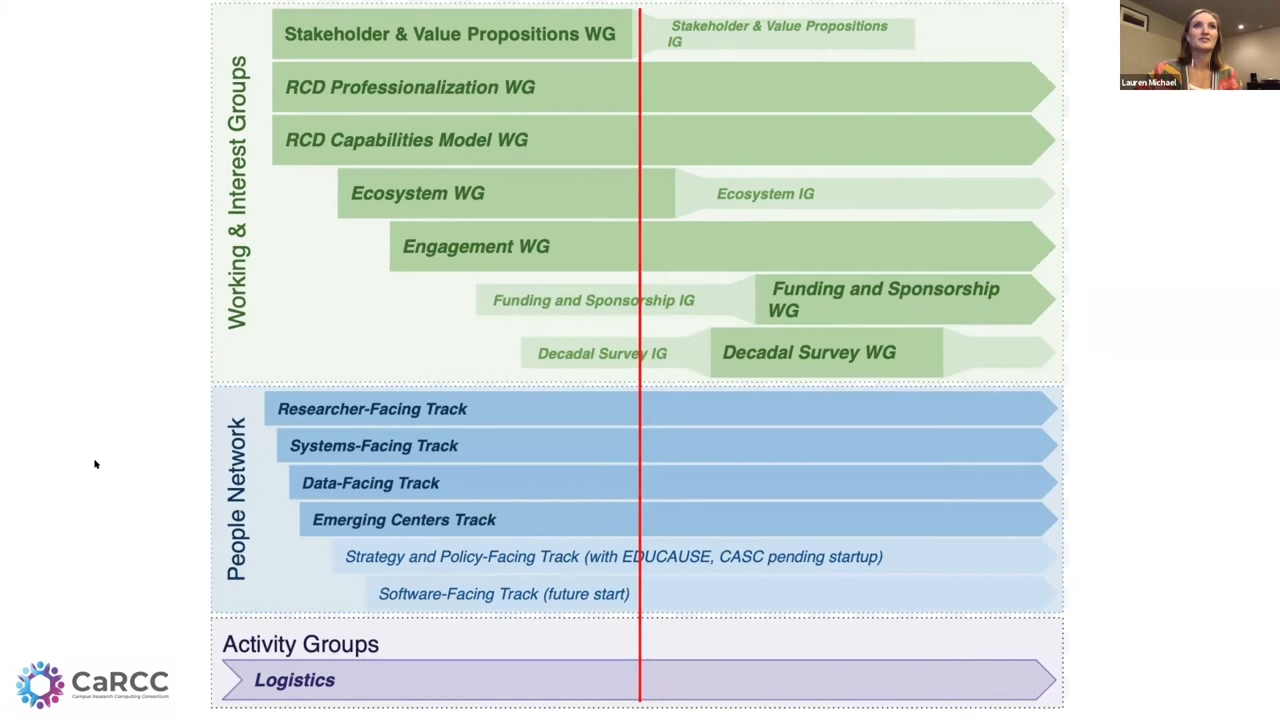 Stakeholder & Value Propositions WG
Stakeholder & Value Propositions
IG
RCD Professionalization WG
RCD Capabilities Model WG
Ecosystem WG
Ecosystem IG
Engagement WG
Funding and Sponsorship IG
Funding and Sponsorship
WG
Decadal Survey IG
Decadal Survey WG
Working & Interest Groups
Researcher-Facing Track
Systems-Facing Track
Data-Facing Track
Emerging Centers Track
Strategy and Policy-Facing Track (with EDUCAUSE, CASC pending startup)
Software-Facing Track (future start)
People Network
Activity Groups
Logistics
CaRCC
Campus Research Computing Consortium
Lauren Michael